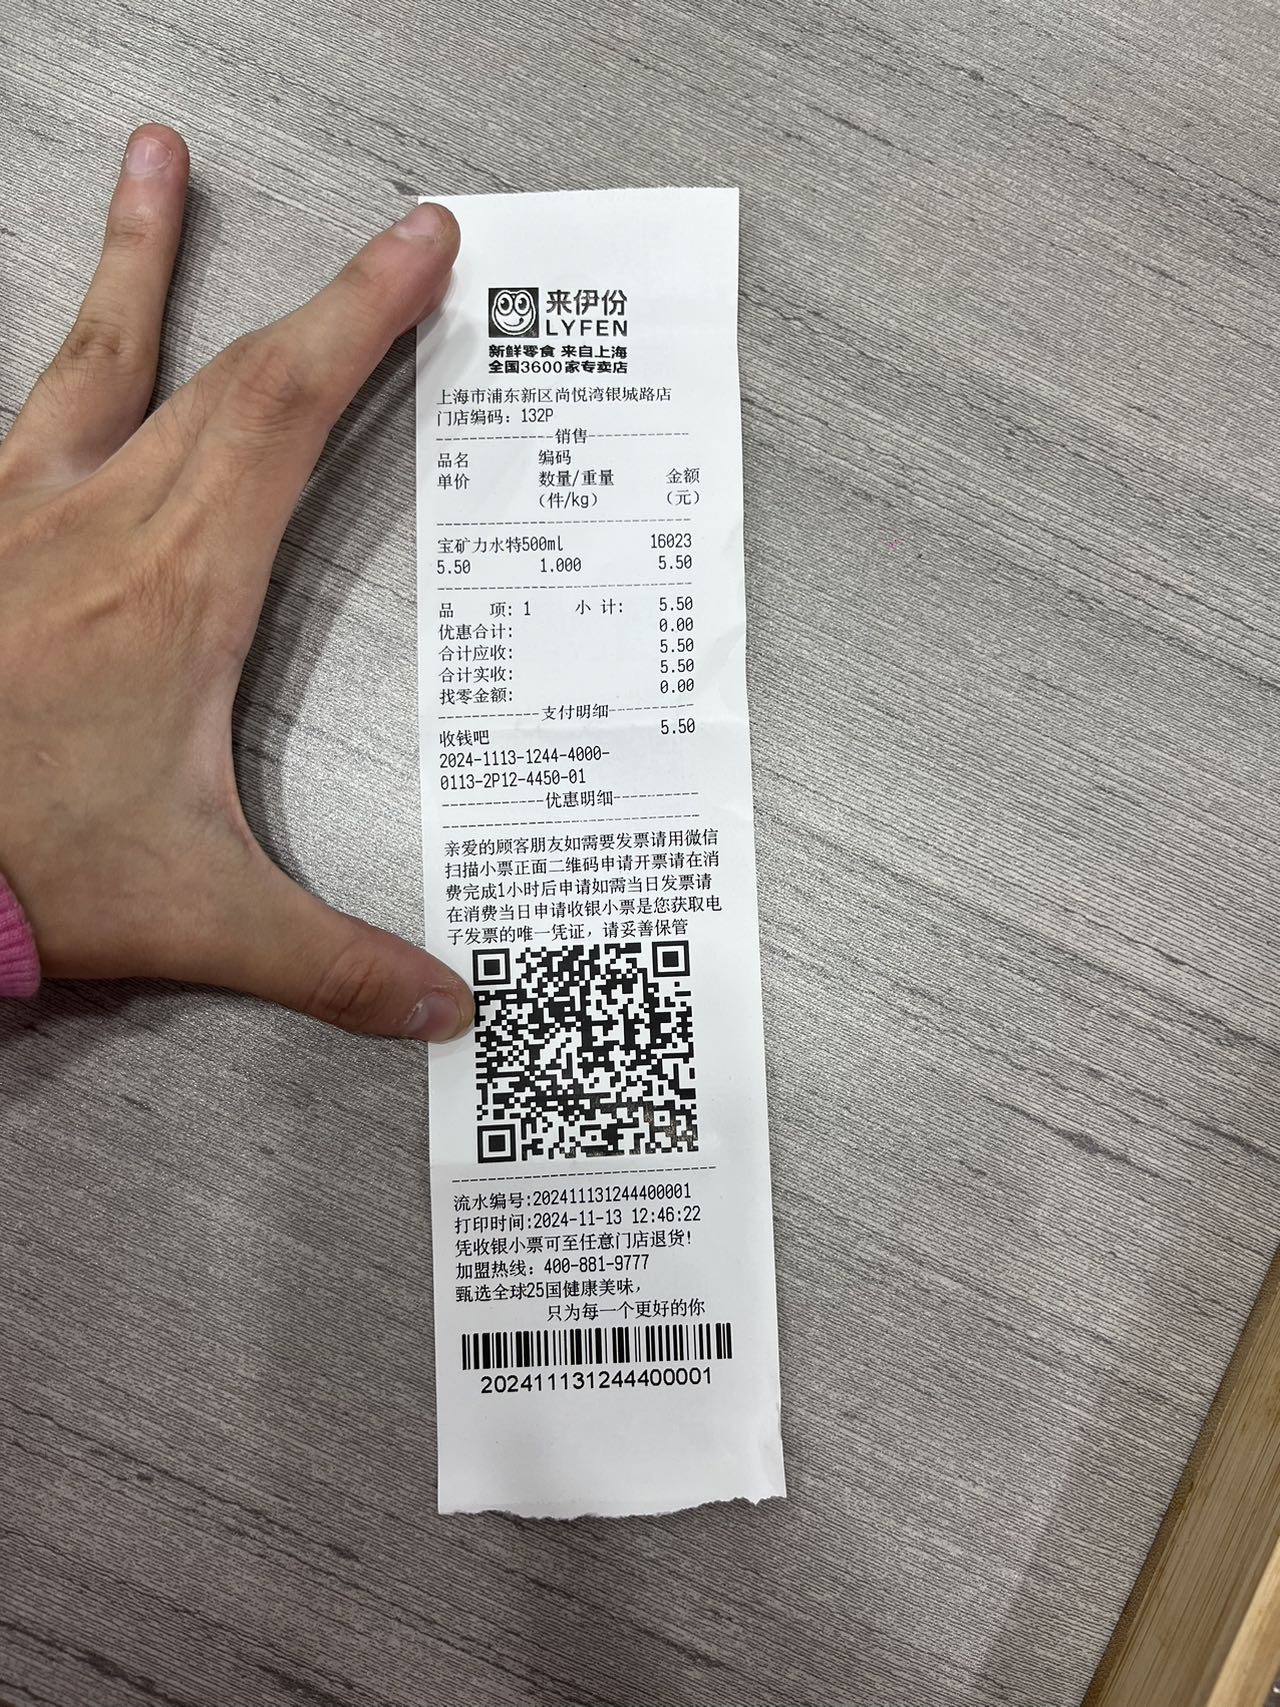 来伊份
LYFEN
新鲜零食 来自上海
全国3600家专卖店
上海市浦东新区尚悦湾银城路店
门店编码: 132P
--------------销售------------
品名 编码
单价 数量/重量 金额
(件/kg) (元)
宝矿力水特500ml 16023
5.50 1.000 5.50
品 项: 1 小 计: 5.50
优惠合计: 0.00
合计应收: 5.50
合计实收: 5.50
找零金额: 0.00
------------支付明细----------
收钱吧 5.50
2024-1113-1244-4000-
0113-2P12-4450-01
------------优惠明细----------
亲爱的顾客朋友如需要发票请用微信
扫描小票正面二维码申请开票请在消
费完成1小时后申请如需当日发票请
在消费当日申请收银小票是您获取电
子发票的唯一凭证，请妥善保管
流水编号:202411131244400001
打印时间:2024-11-13 12:46:22
凭收银小票可至任意门店退货!
加盟热线: 400-881-9777
甄选全球25国健康美味，
只为每一个更好的你
202411131244400001